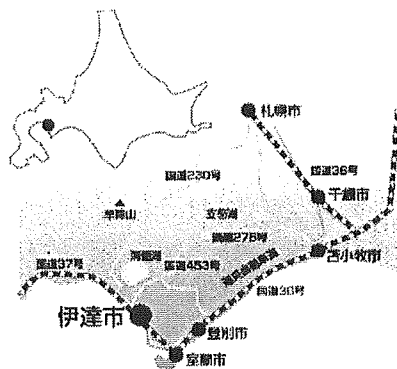 札幌市
国道36号
国道230号
千歳市
羊蹄山
支笏湖
国道276号
洞爺湖
国道37号
国道453号
苫小牧市
道央自動車道
国道36号
伊達市
登別市
室蘭市